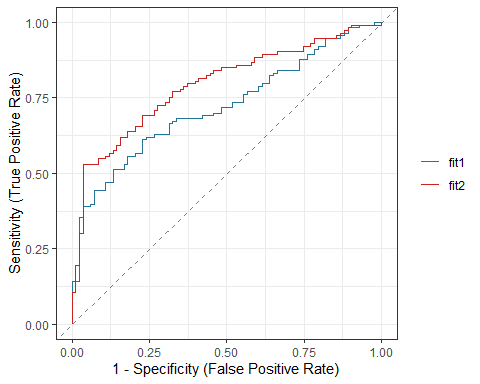 1.00
0.75
0.50
0.25
0.00
Sensitivity (True Positive Rate)
0.00 0.25 0.50 0.75 1.00
1 - Specificity (False Positive Rate)
fit1
fit2